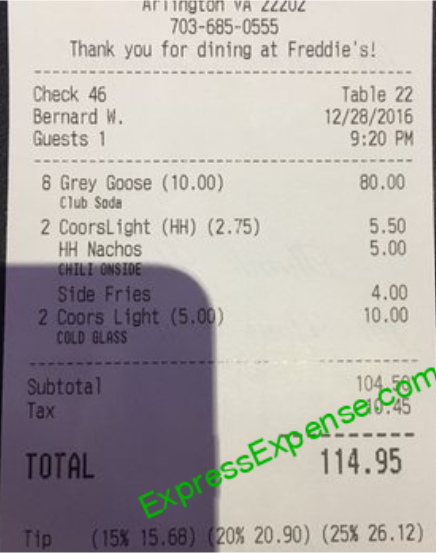 Arlington VA 22202
703-685-0555
Thank you for dining at Freddie's!
Check 46 Table 22
Bernard W. 12/28/2016
Guests 1 9:20 PM
8 Grey Goose (10.00) 80.00
Club Soda
2 CoorsLight (HH) (2.75) 5.50
HH Nachos 5.00
CHILI ONSIDE
Side Fries 4.00
2 Coors Light (5.00) 10.00
COLD GLASS
Subtotal 104.50
Tax 10.45
TOTAL 114.95
ExpressExpense.com
Tip (15% 15.68) (20% 20.90) (25% 26.12)